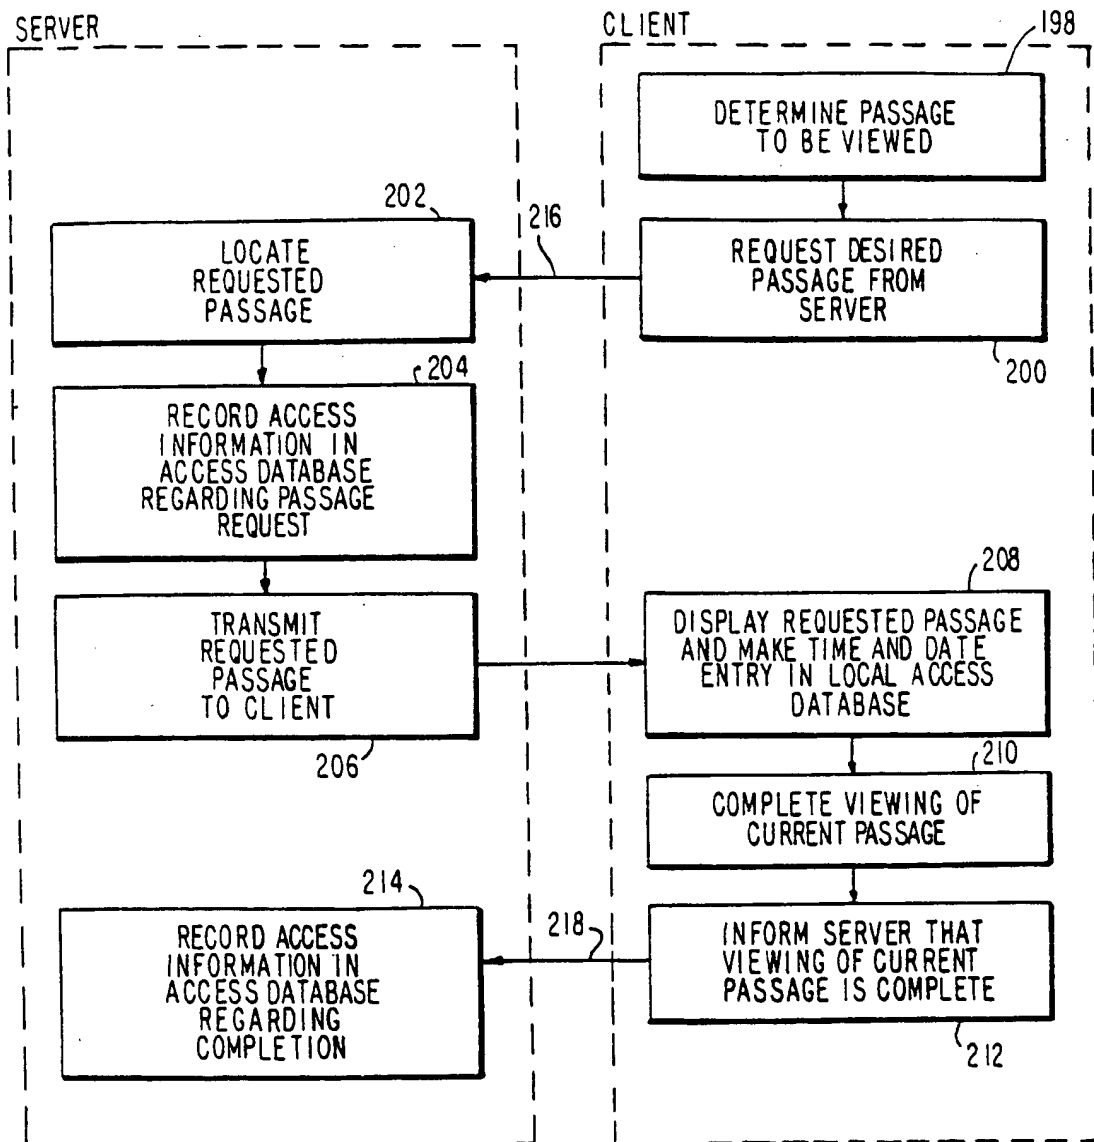 SERVER
CLIENT
198
DETERMINE PASSAGE
TO BE VIEWED
202
LOCATE
REQUESTED
PASSAGE
216
REQUEST DESIRED
PASSAGE FROM
SERVER
200
204
RECORD ACCESS
INFORMATION IN
ACCESS DATABASE
REGARDING PASSAGE
REQUEST
TRANSMIT
REQUESTED
PASSAGE
TO CLIENT
206
208
DISPLAY REQUESTED PASSAGE
AND MAKE TIME AND DATE
ENTRY IN LOCAL ACCESS
DATABASE
210
COMPLETE VIEWING OF
CURRENT PASSAGE
214
RECORD ACCESS
INFORMATION IN
ACCESS DATABASE
REGARDING
COMPLETION
218
INFORM SERVER THAT
VIEWING OF CURRENT
PASSAGE IS COMPLETE
212